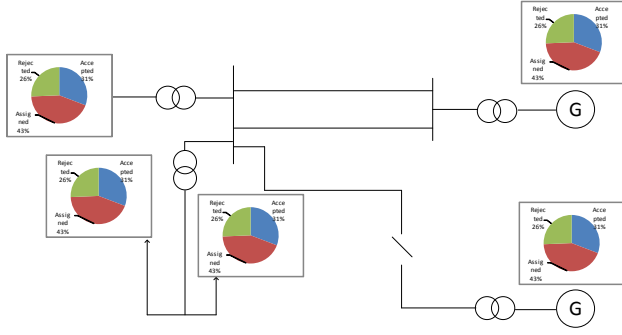 Rejec
ted
26%
Acce
pted
31%
Assig
ned
43%
Rejec
ted
26%
Acce
pted
31%
Assig
ned
43%
G
Rejec
ted
26%
Acce
pted
31%
Assig
ned
43%
Rejec
ted
26%
Acce
pted
31%
Assig
ned
43%
Rejec
ted
26%
Acce
pted
31%
Assig
ned
43%
G